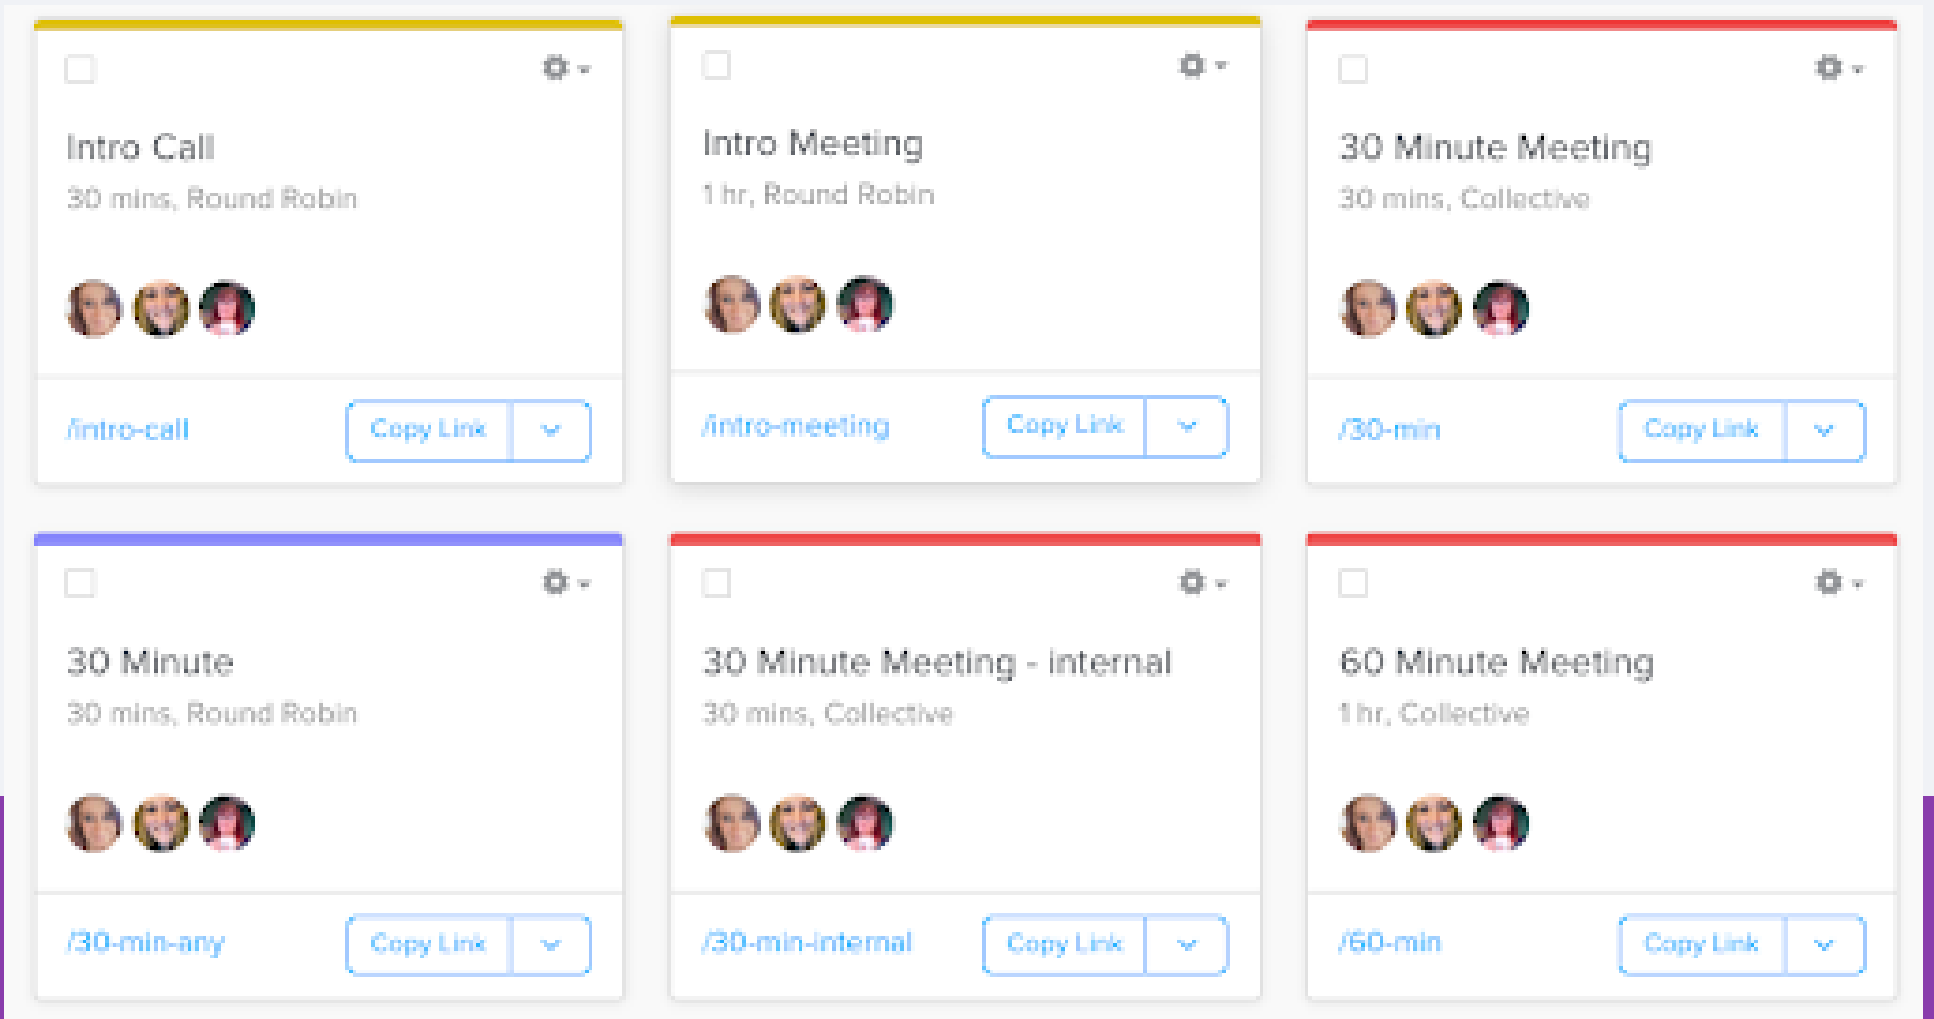 Intro Call
30 mins, Round Robin
/intro-call
Copy Link
Intro Meeting
1 hr, Round Robin
/intro-meeting
Copy Link
30 Minute Meeting
30 mins, Collective
/30-min
Copy Link
30 Minute
30 mins, Round Robin
/30-min-any
Copy Link
30 Minute Meeting - internal
30 mins, Collective
/30-min-internal
Copy Link
60 Minute Meeting
1 hr, Collective
/60-min
Copy Link